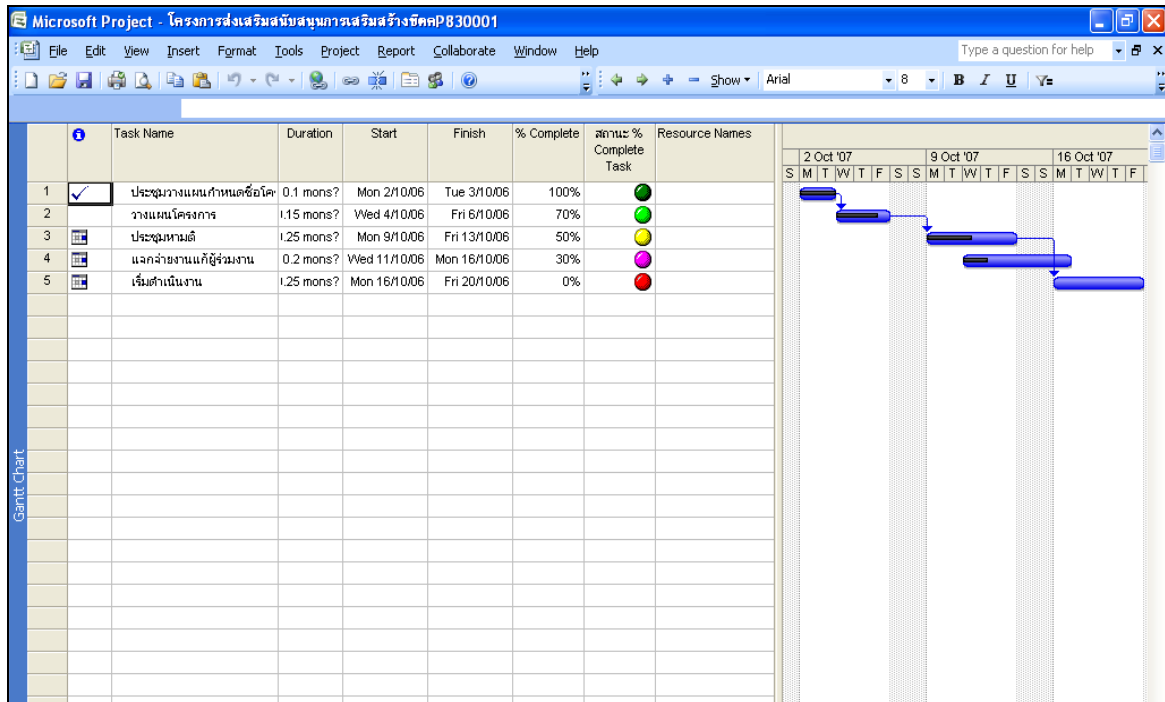 Microsoft Project - โครงการส่งเสริมสนับสนุนการเสริมสร้างขีดคP830001
File Edit View Insert Format Tools Project Report Collaborate Window Help Type a question for help
Show Arial 8 B I U
Task Name Duration Start Finish % Complete สถานะ % Complete Task Resource Names
2 Oct '07 9 Oct '07 16 Oct '07
S M T W T F S S M T W T F S S M T W T F
1 ประชุมวางแผนกำหนดชื่อโค 0.1 mons? Mon 2/10/06 Tue 3/10/06 100%
2 วางแผนโครงการ .15 mons? Wed 4/10/06 Fri 6/10/06 70%
3 ประชุมหามติ .25 mons? Mon 9/10/06 Fri 13/10/06 50%
4 แจกจ่ายงานแก้ผู้ร่วมงาน 0.2 mons? Wed 11/10/06 Mon 16/10/06 30%
5 เริ่มดำเนินงาน .25 mons? Mon 16/10/06 Fri 20/10/06 0%
Gantt Chart